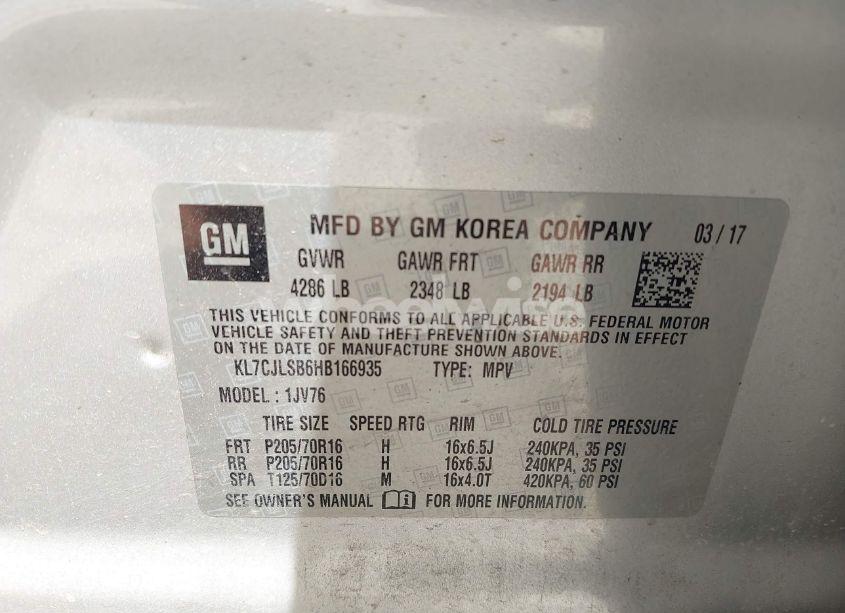 GM MFD BY GM KOREA COMPANY 03/17
GVWR GAWR FRT GAWR RR
4286 LB 2348 LB 2194 LB
THIS VEHICLE CONFORMS TO ALL APPLICABLE U.S. FEDERAL MOTOR
VEHICLE SAFETY AND THEFT PREVENTION STANDARDS IN EFFECT
ON THE DATE OF MANUFACTURE SHOWN ABOVE.
KL7CJLSB6HB166935 TYPE: MPV
MODEL: 1JV76
TIRE SIZE SPEED RTG RIM COLD TIRE PRESSURE
FRT P205/70R16 H 16x6.5J 240KPA, 35 PSI
RR P205/70R16 H 16x6.5J 240KPA, 35 PSI
SPA T125/70D16 M 16x4.0T 420KPA, 60 PSI
SEE OWNER'S MANUAL FOR MORE INFORMATION.